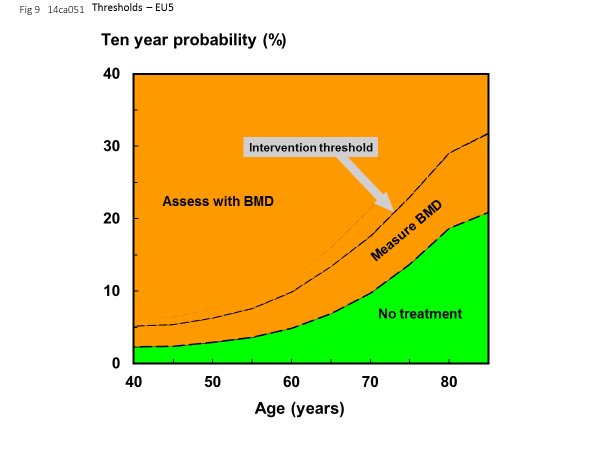 Fig 9 14ca051 Thresholds – EU5
Ten year probability (%)
40
30
20
10
0
Intervention threshold
Assess with BMD
Measure BMD
No treatment
40 50 60 70 80
Age (years)